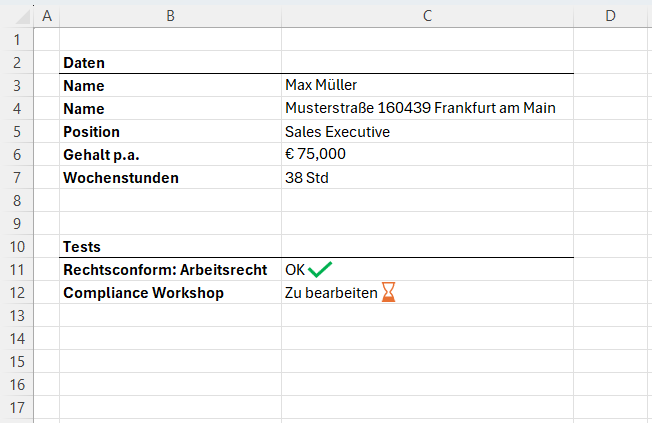 A B C D
1
2 Daten
3 Name Max Müller
4 Name Musterstraße 160439 Frankfurt am Main
5 Position Sales Executive
6 Gehalt p.a. € 75,000
7 Wochenstunden 38 Std
8
9
10 Tests
11 Rechtsconform: Arbeitsrecht OK
12 Compliance Workshop Zu bearbeiten
13
14
15
16
17